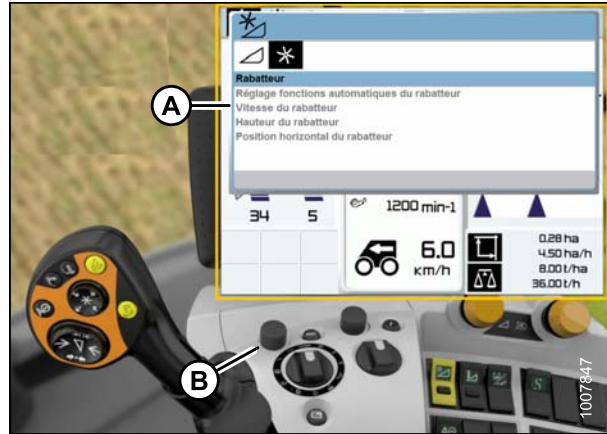 Rabatteur
Réglage fonctions automatiques du rabatteur
Vitesse du rabatteur
Hauteur du rabatteur
Position horizontal du rabatteur
A
34 5
1200 min-1
6.0
km/h
0.28 ha
4.50 ha/h
8.00 t/ha
36.00 t/h
B
S
1007847